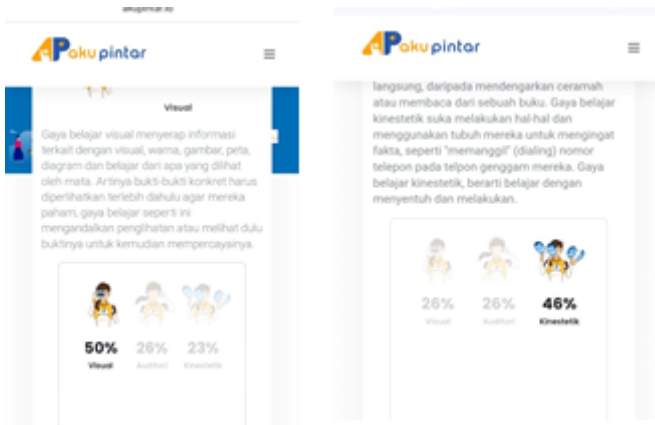 akupintar.id
AP aku pintar
Visual
Gaya belajar visual menyerap informasi
terkait dengan visual, warna, gambar, peta,
diagram dan belajar dari apa yang dilihat
oleh mata. Artinya bukti-bukti konkret harus
diperlihatkan terlebih dahulu agar mereka
paham, gaya belajar seperti ini
mengandalkan penglihatan atau melihat dulu
buktinya untuk kemudian mempercayainya.
50% 26% 23%
Visual Auditori Kinestetik
AP aku pintar
langsung, daripada mendengarkan ceramah
atau membaca dari sebuah buku. Gaya belajar
kinestetik suka melakukan hal-hal dan
menggunakan tubuh mereka untuk mengingat
fakta, seperti "memanggil" (dialing) nomor
telepon pada telpon genggam mereka. Gaya
belajar kinestetik, berarti belajar dengan
menyentuh dan melakukan.
26% 26% 46%
Visual Auditori Kinestetik